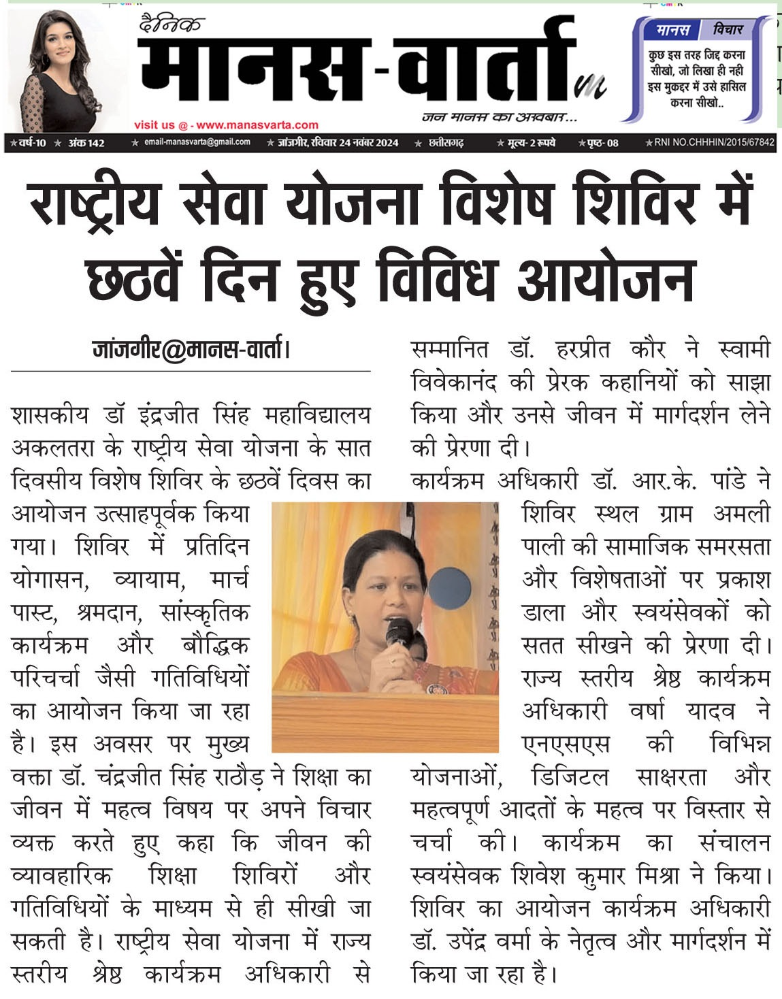 दैनिक
मानस-वार्ता
जन मानस का अखबार...
visit us @ - www.manasvarta.com
मानस विचार
कुछ इस तरह जिद्द करना
सीखो, जो लिखा ही नही
इस मुकद्दर में उसे हासिल
करना सीखो..
वर्ष-10 अंक 142 email-manasvarta@gmail.com जांजगीर, रविवार 24 नवंबर 2024 छत्तीसगढ़ मूल्य- 2 रूपये पृष्ठ- 08 RNI NO.CHHHIN/2015/67842
राष्ट्रीय सेवा योजना विशेष शिविर में
छठवें दिन हुए विविध आयोजन
जांजगीर@मानस-वार्ता।
शासकीय डॉ इंद्रजीत सिंह महाविद्यालय
अकलतरा के राष्ट्रीय सेवा योजना के सात
दिवसीय विशेष शिविर के छठवें दिवस का
आयोजन उत्साहपूर्वक किया
गया। शिविर में प्रतिदिन
योगासन, व्यायाम, मार्च
पास्ट, श्रमदान, सांस्कृतिक
कार्यक्रम और बौद्धिक
परिचर्चा जैसी गतिविधियों
का आयोजन किया जा रहा
है। इस अवसर पर मुख्य
वक्ता डॉ. चंद्रजीत सिंह राठौड़ ने शिक्षा का
जीवन में महत्व विषय पर अपने विचार
व्यक्त करते हुए कहा कि जीवन की
व्यावहारिक शिक्षा शिविरों और
गतिविधियों के माध्यम से ही सीखी जा
सकती है। राष्ट्रीय सेवा योजना में राज्य
स्तरीय श्रेष्ठ कार्यक्रम अधिकारी से
सम्मानित डॉ. हरप्रीत कौर ने स्वामी
विवेकानंद की प्रेरक कहानियों को साझा
किया और उनसे जीवन में मार्गदर्शन लेने
की प्रेरणा दी।
कार्यक्रम अधिकारी डॉ. आर.के. पांडे ने
शिविर स्थल ग्राम अमली
पाली की सामाजिक समरसता
और विशेषताओं पर प्रकाश
डाला और स्वयंसेवकों को
सतत सीखने की प्रेरणा दी।
राज्य स्तरीय श्रेष्ठ कार्यक्रम
अधिकारी वर्षा यादव ने
एनएसएस की विभिन्न
योजनाओं, डिजिटल साक्षरता और
महत्वपूर्ण आदतों के महत्व पर विस्तार से
चर्चा की। कार्यक्रम का संचालन
स्वयंसेवक शिवेश कुमार मिश्रा ने किया।
शिविर का आयोजन कार्यक्रम अधिकारी
डॉ. उपेंद्र वर्मा के नेतृत्व और मार्गदर्शन में
किया जा रहा है।